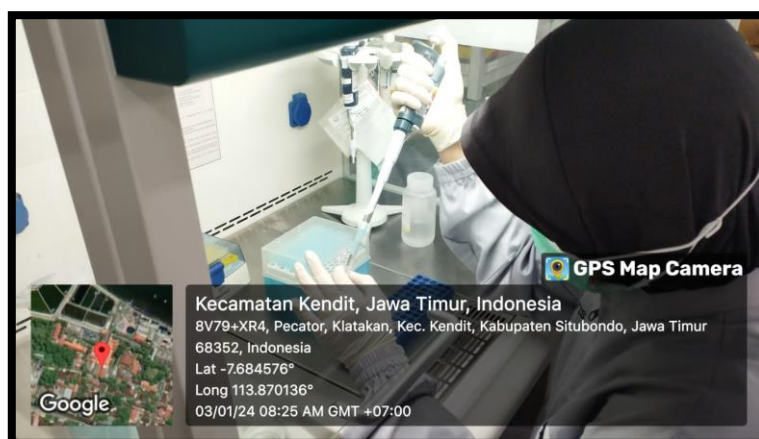 GPS Map Camera
Kecamatan Kendit, Jawa Timur, Indonesia
8V79+XR4, Pecator, Klatakan, Kec. Kendit, Kabupaten Situbondo, Jawa Timur
68352, Indonesia
Lat -7.684576°
Long 113.870136°
03/01/24 08:25 AM GMT +07:00
Google